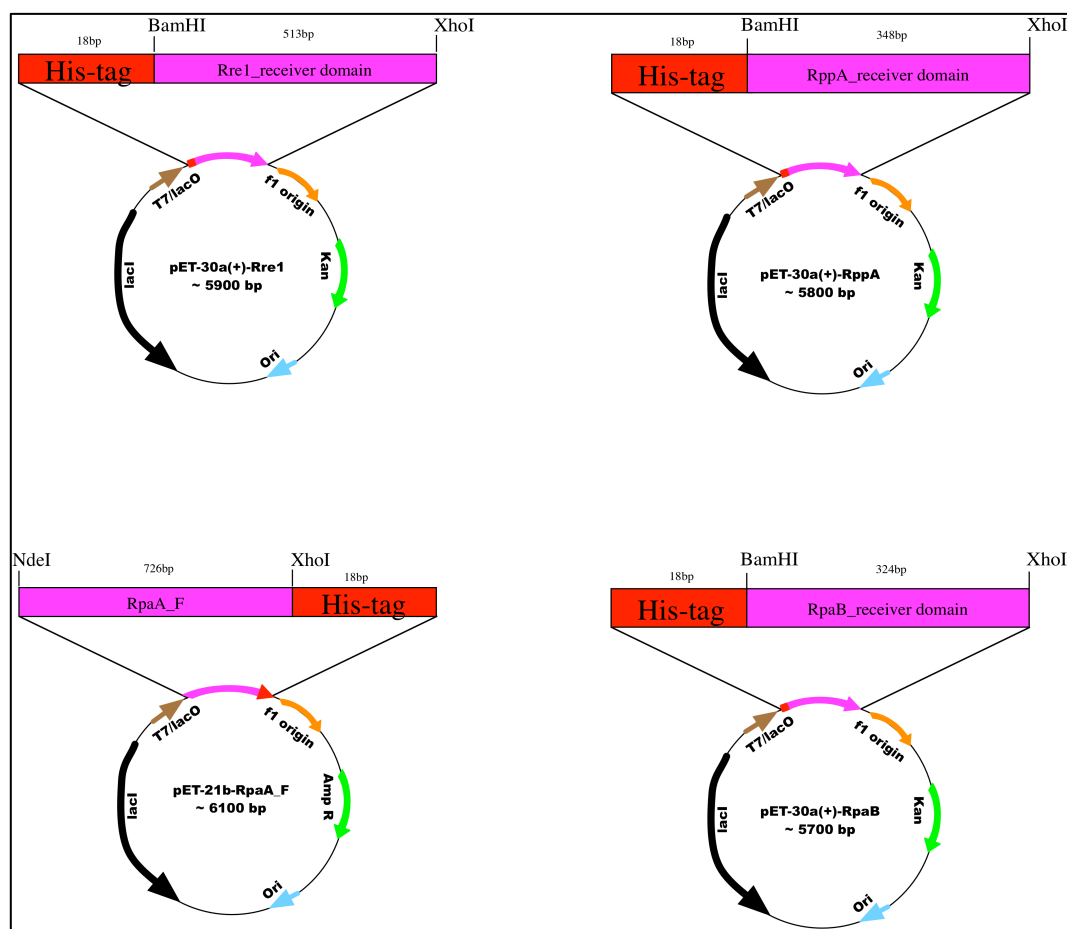 BamHI
XhoI
18bp
513bp
His-tag
Rre1_receiver domain
T7/lacO
f1 origin
lacI
Kan
pET-30a(+)-Rre1
~ 5900 bp
Ori
BamHI
XhoI
18bp
348bp
His-tag
RppA_receiver domain
T7/lacO
f1 origin
lacI
Kan
pET-30a(+)-RppA
~ 5800 bp
Ori
NdeI
XhoI
726bp
18bp
RpaA_F
His-tag
T7/lacO
f1 origin
lacI
Amp R
pET-21b-RpaA_F
~ 6100 bp
Ori
BamHI
XhoI
18bp
324bp
His-tag
RpaB_receiver domain
T7/lacO
f1 origin
lacI
Kan
pET-30a(+)-RpaB
~ 5700 bp
Ori